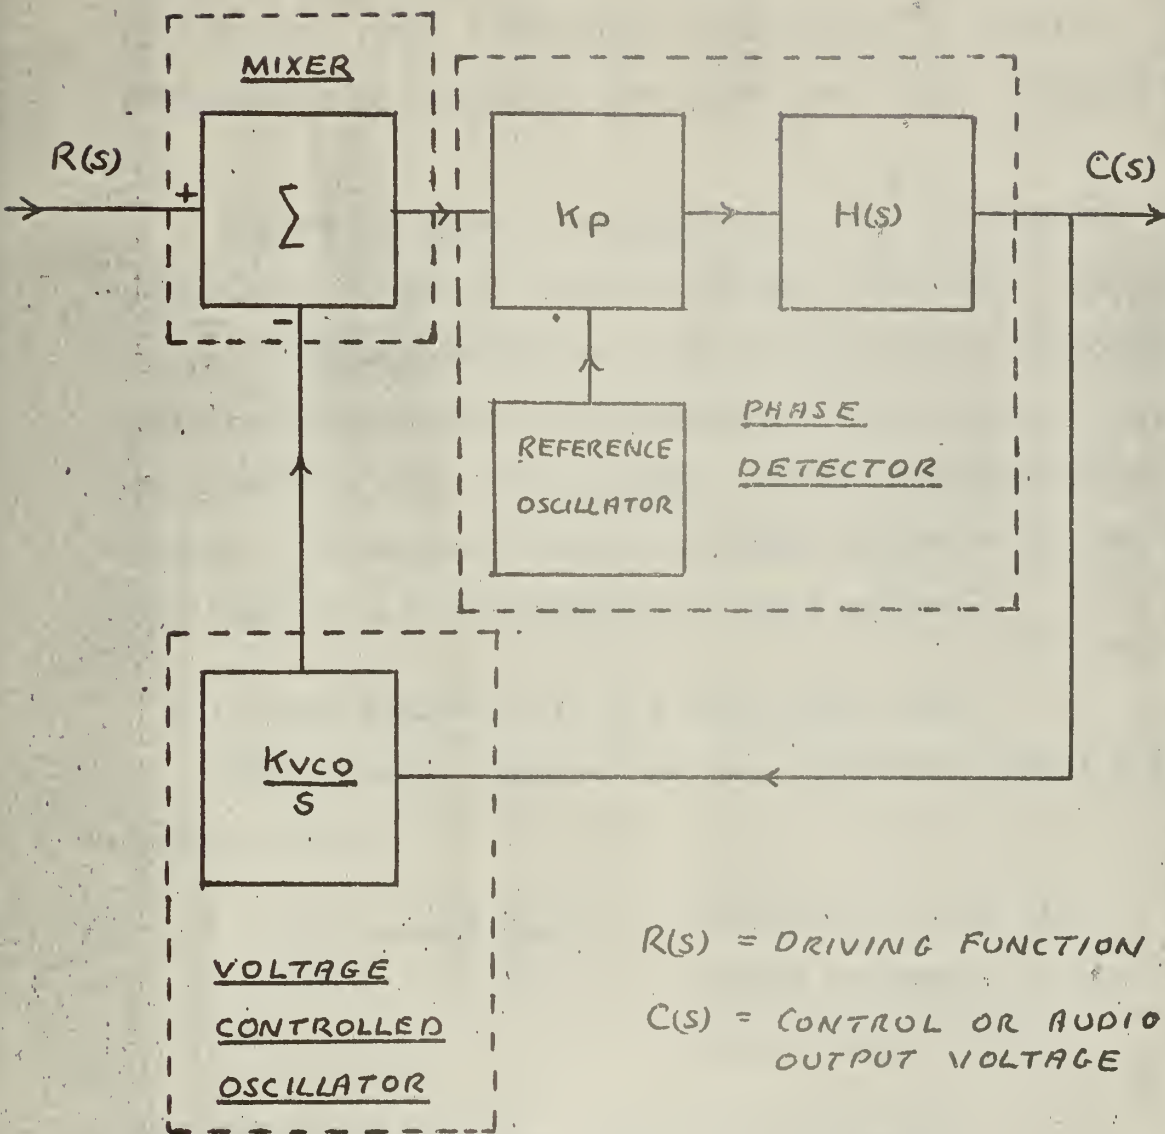 MIXER
R(S)
+
Σ
-
Kp
H(S)
C(S)
REFERENCE
OSCILLATOR
PHASE
DETECTOR
KVCO
S
VOLTAGE
CONTROLLED
OSCILLATOR
R(S) = DRIVING FUNCTION
C(S) = CONTROL OR AUDIO
OUTPUT VOLTAGE